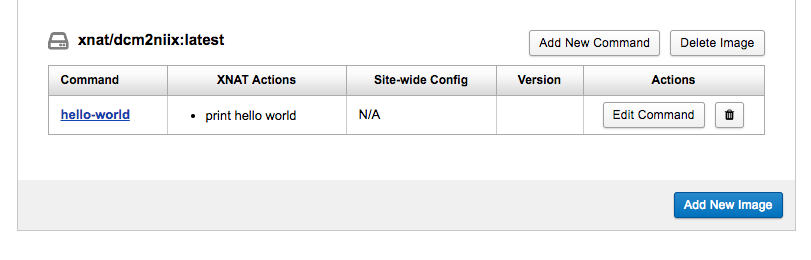 xnat/dcm2niix:latest Add New Command Delete Image
Command XNAT Actions Site-wide Config Version Actions
hello-world • print hello world N/A Edit Command
Add New Image